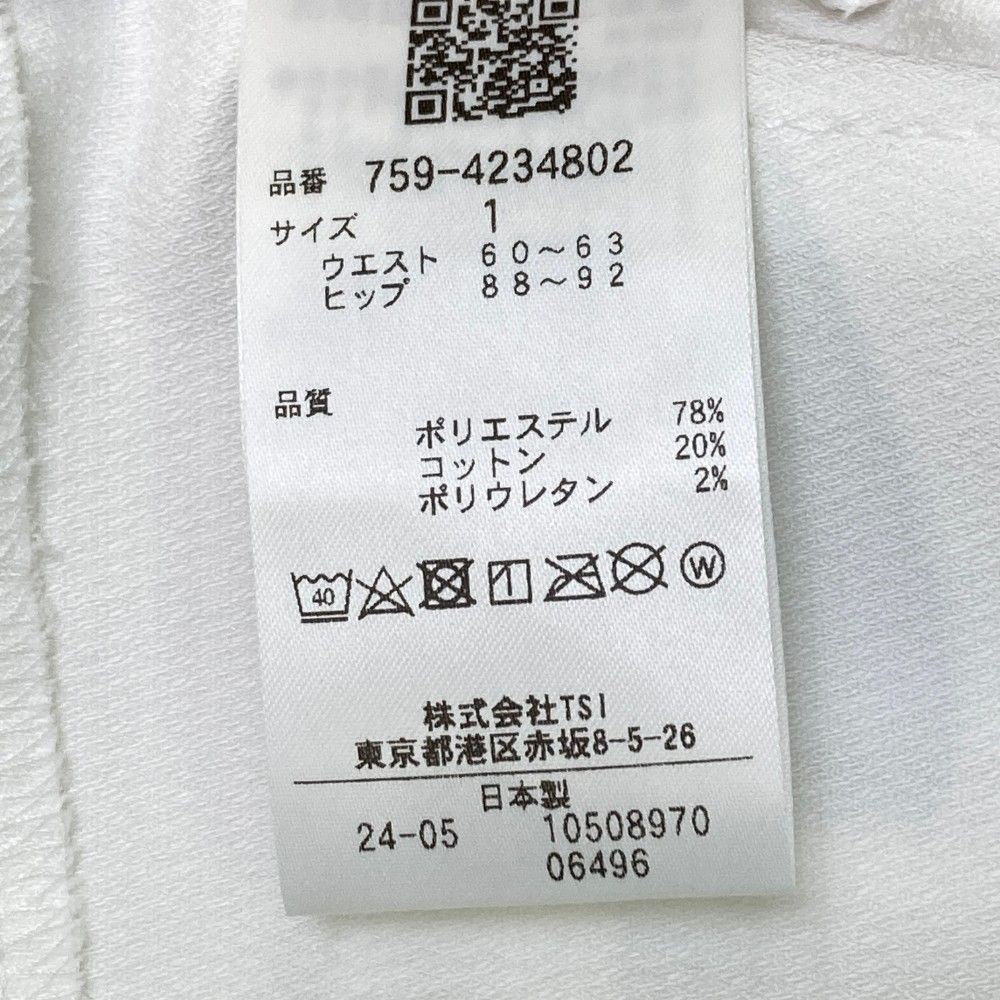 品番 759-4234802
サイズ 1
ウエスト 60～63
ヒップ 88～92
品質
ポリエステル 78%
コットン 20%
ポリウレタン 2%
40
W
株式会社TSI
東京都港区赤坂8-5-26
日本製
24-05 10508970
06496